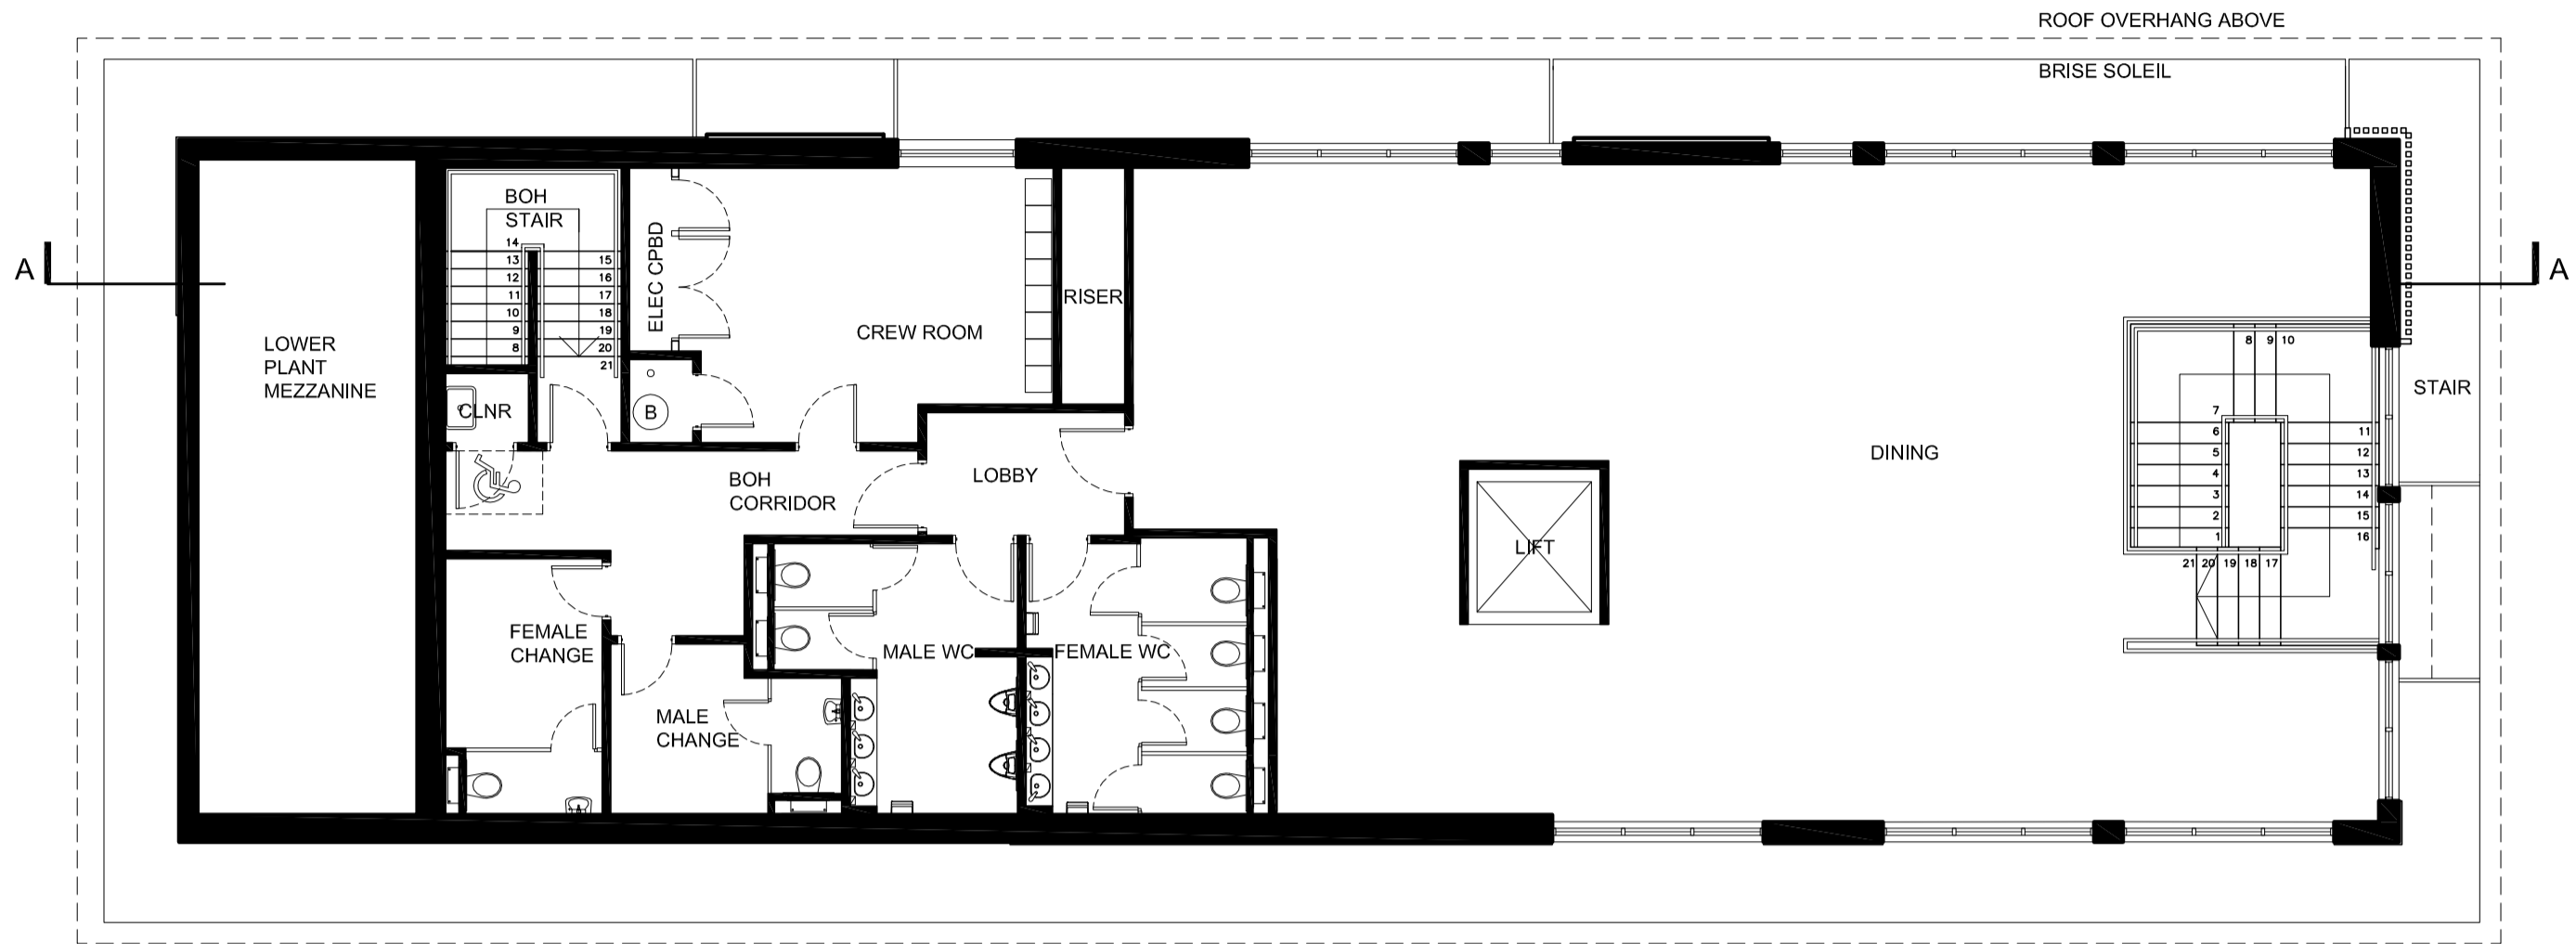 ROOF OVERHANG ABOVE
BRISE SOLEIL
BOH
STAIR
14
13
12
11
10
9
8
15
16
17
18
19
20
21
ELEC CPBD
CREW ROOM
RISER
A
A
LOWER
PLANT
MEZZANINE
CLNR
B
BOH
CORRIDOR
LOBBY
DINING
LIFT
STAIR
8 9 10
7
6
5
4
3
2
1
11
12
13
14
15
16
21 20 19 18 17
FEMALE
CHANGE
MALE
CHANGE
MALE WC
FEMALE WC